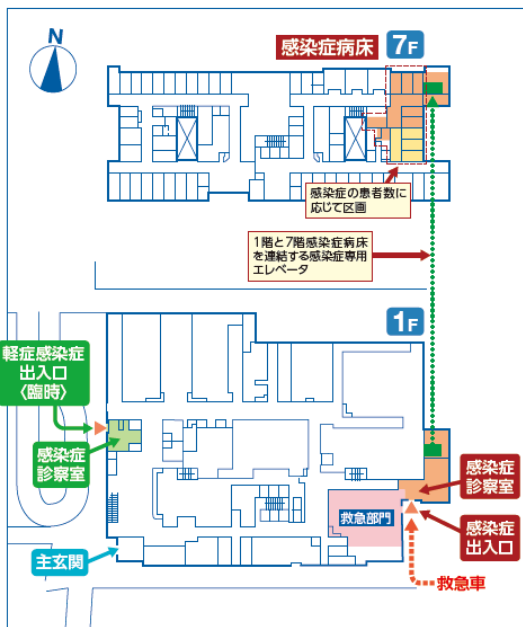 N
感染症病床
7F
感染症の患者数に
応じて区画
1階と7階感染症病床
を連結する感染症専用
エレベータ
1F
軽症感染症
出入口
〈臨時〉
感染症
診察室
感染症
診察室
救急部門
感染症
出入口
主玄関
救急車